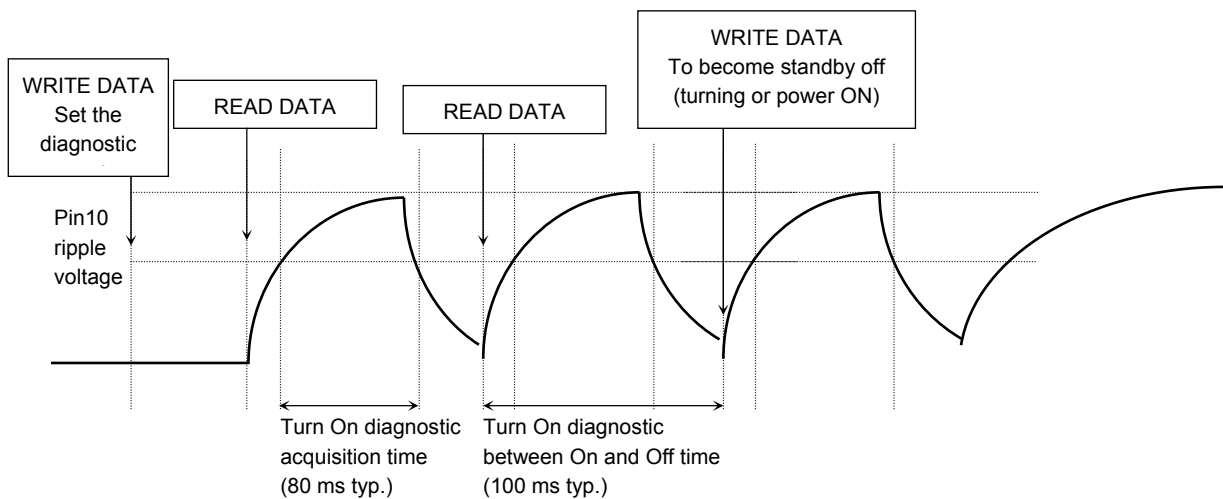 WRITE DATA
Set the
diagnostic
READ DATA
READ DATA
WRITE DATA
To become standby off
(turning or power ON)
Pin10
ripple
voltage
Turn On diagnostic
acquisition time
(80 ms typ.)
Turn On diagnostic
between On and Off time
(100 ms typ.)